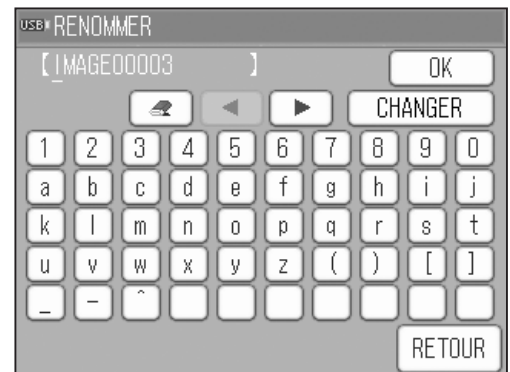 USB RENOMMER
【IMAGE00003 】
OK
CHANGER
1 2 3 4 5 6 7 8 9 0
a b c d e f g h i j
k l m n o p q r s t
u v w x y z ( ) [ ]
_ - ^
RETOUR